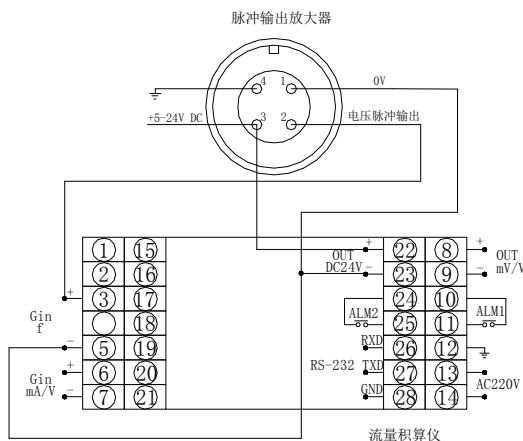 脉冲输出放大器
4 1
0V
+5-24V DC
3 2
电压脉冲输出
1 15
2 16
3 17
18
5 19
6 20
7 21
+
Gin
f
-
+
Gin
mA/V
-
OUT +
DC24V -
22 8
23 9
24 10
25 11
26 12
27 13
28 14
+
OUT
mV/V
-
ALM2
ALM1
RXD
RS-232 TXD
GND
AC220V
流量积算仪